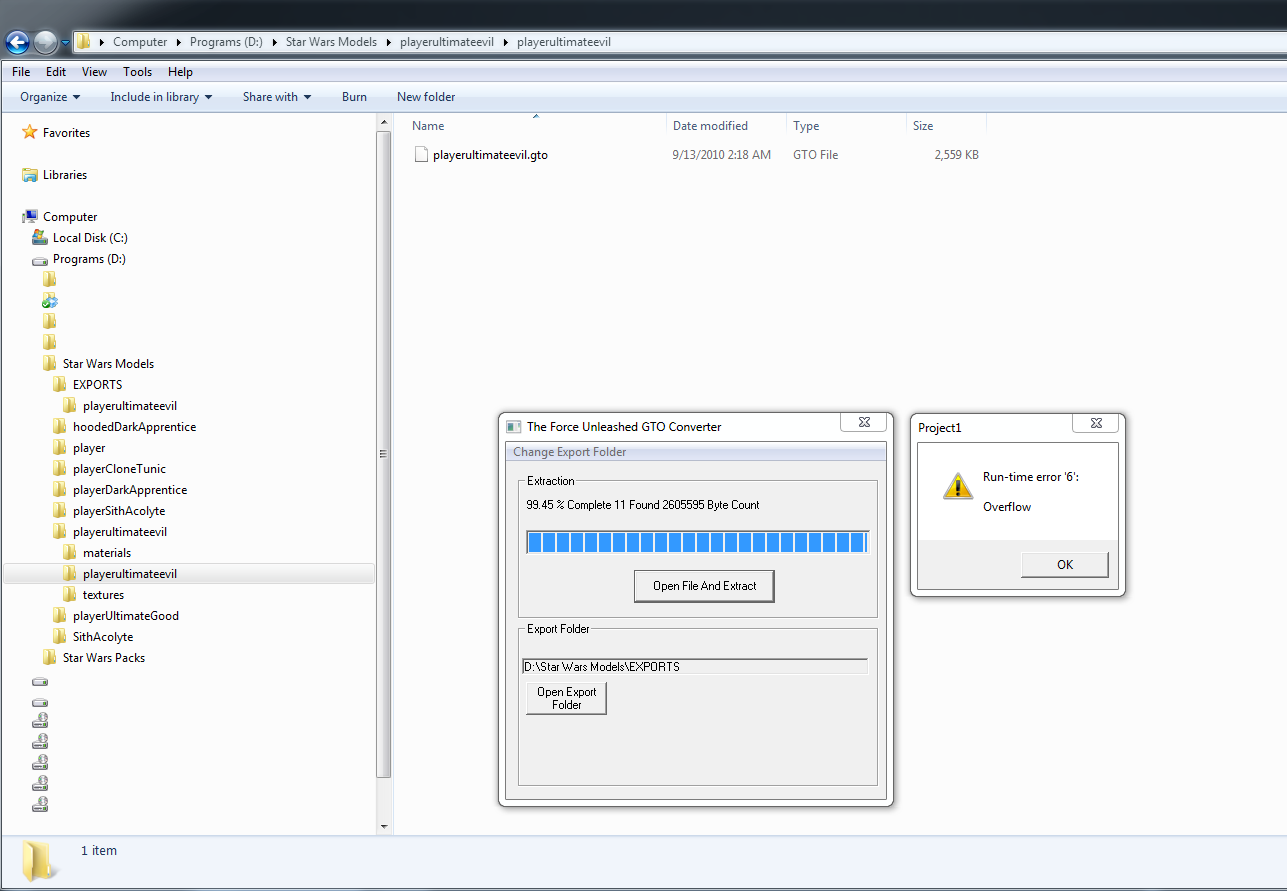 Computer Programs (D:) Star Wars Models playerultimateevil playerultimateevil
File Edit View Tools Help
Organize Include in library Share with Burn New folder
Favorites
Libraries
Computer
Local Disk (C:)
Programs (D:)
Star Wars Models
EXPORTS
playerultimateevil
hoodedDarkApprentice
player
playerCloneTunic
playerDarkApprentice
playerSithAcolyte
playerultimateevil
materials
playerultimateevil
textures
playerUltimateGood
SithAcolyte
Star Wars Packs
Name Date modified Type Size
playerultimateevil.gto 9/13/2010 2:18 AM GTO File 2,559 KB
The Force Unleashed GTO Converter
Change Export Folder
Extraction
99.45 % Complete 11 Found 2605595 Byte Count
Open File And Extract
Export Folder
D:\Star Wars Models\EXPORTS
Open Export
Folder
Project1
Run-time error '6':
Overflow
OK
1 item